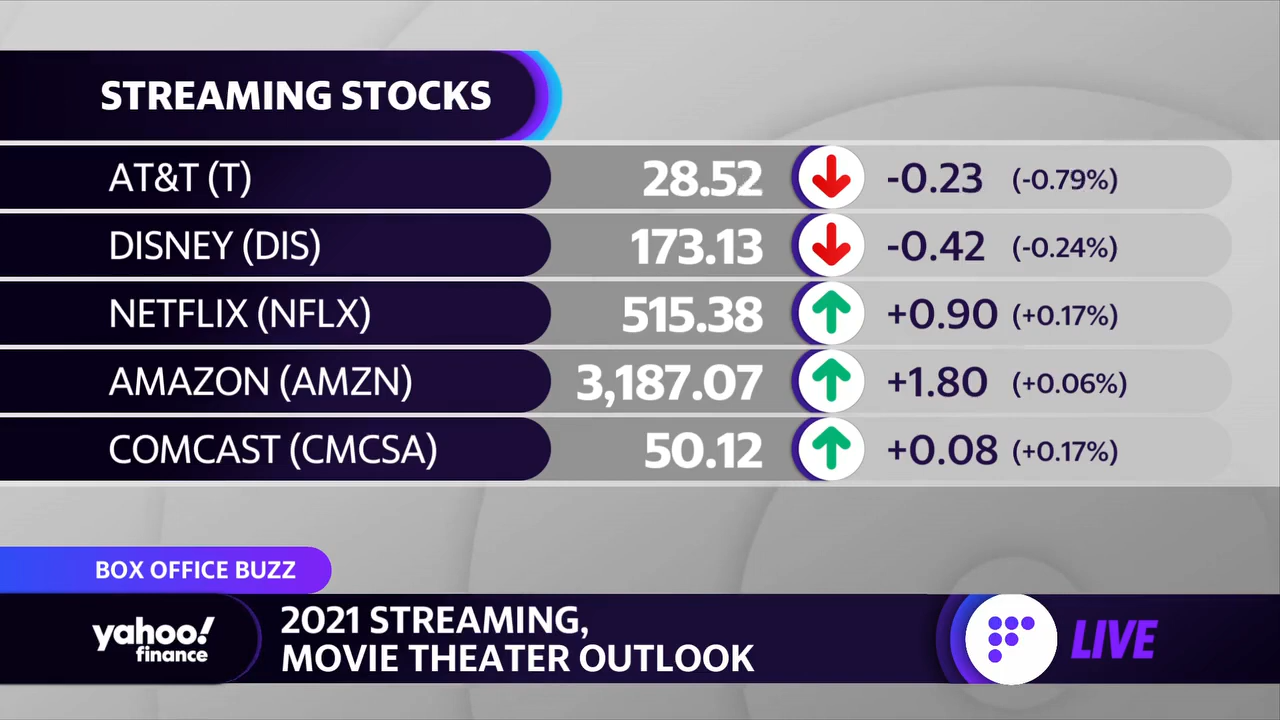 STREAMING STOCKS
AT&T (T) 28.52 -0.23 (-0.79%)
DISNEY (DIS) 173.13 -0.42 (-0.24%)
NETFLIX (NFLX) 515.38 +0.90 (+0.17%)
AMAZON (AMZN) 3,187.07 +1.80 (+0.06%)
COMCAST (CMCSA) 50.12 +0.08 (+0.17%)
BOX OFFICE BUZZ
yahoo!
finance
2021 STREAMING,
MOVIE THEATER OUTLOOK
LIVE